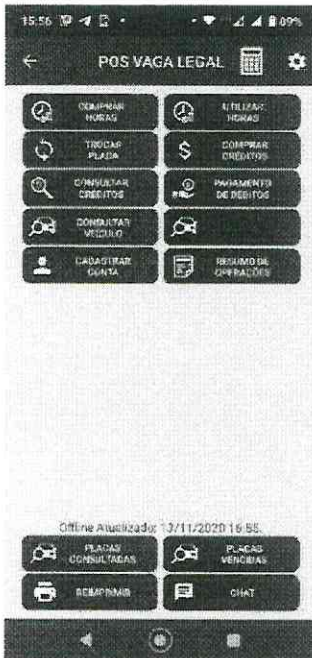 15:56
89%
POS VAGA LEGAL
COMPRAR
HORAS
UTILIZAR
HORAS
TROCAR
PLACA
COMPRAR
CRÉDITOS
CONSULTAR
CRÉDITOS
PAGAMENTO
DE DÉBITOS
CONSULTAR
VEÍCULO
CADASTRAR
CONTA
RESUMO DE
OPERAÇÕES
Offline Atualizado: 13/11/2020 16:55.
PLACAS
CONSULTADAS
PLACAS
VENCIDAS
REIMPRIMIR
CHAT